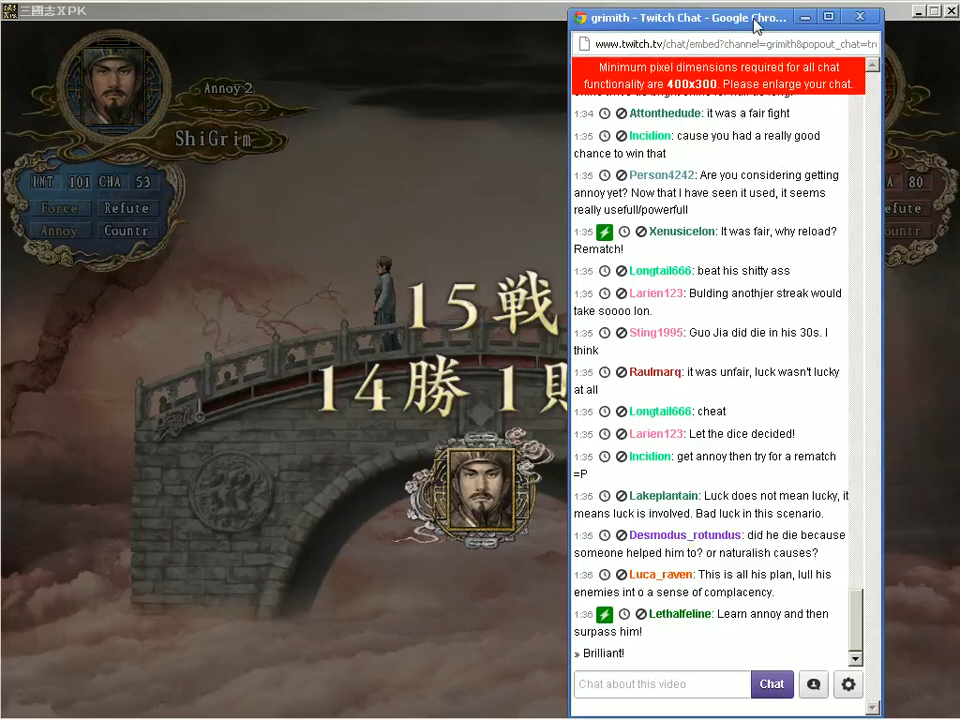 三國志X PK
Annoy 2
ShiGrim
INT 101 CHA 53
Force Refute
Annoy Countr
15戦
14勝 1
80
grimith - Twitch Chat - Google Chro...
www.twitch.tv/chat/embed?channel=grimith&popout_chat=tru
Minimum pixel dimensions required for all chat
functionality are 400x300. Please enlarge your chat.
1:34 Attonthedude: it was a fair fight
1:35 Incidion: cause you had a really good
chance to win that
1:35 Person4242: Are you considering getting
annoy yet? Now that I have seen it used, it seems
really usefull/powerfull
1:35 Xenusicelon: It was fair, why reload?
Rematch!
1:35 Longtail666: beat his shitty ass
1:35 Larien123: Bulding anothjer streak would
take soooo lon.
1:35 Sting1995: Guo Jia did die in his 30s. I
think
1:35 Raulmarq: it was unfair, luck wasn't lucky
at all
1:35 Longtail666: cheat
1:35 Larien123: Let the dice decided!
1:35 Incidion: get annoy then try for a rematch
=P
1:35 Lakeplantain: Luck does not mean lucky, it
means luck is involved. Bad luck in this scenario.
1:35 Desmodus_rotundus: did he die because
someone helped him to? or naturalish causes?
1:36 Luca_raven: This is all his plan, lull his
enemies int o a sense of complacency.
1:36 Lethalfeline: Learn annoy and then
surpass him!
» Brilliant!
Chat about this video
Chat